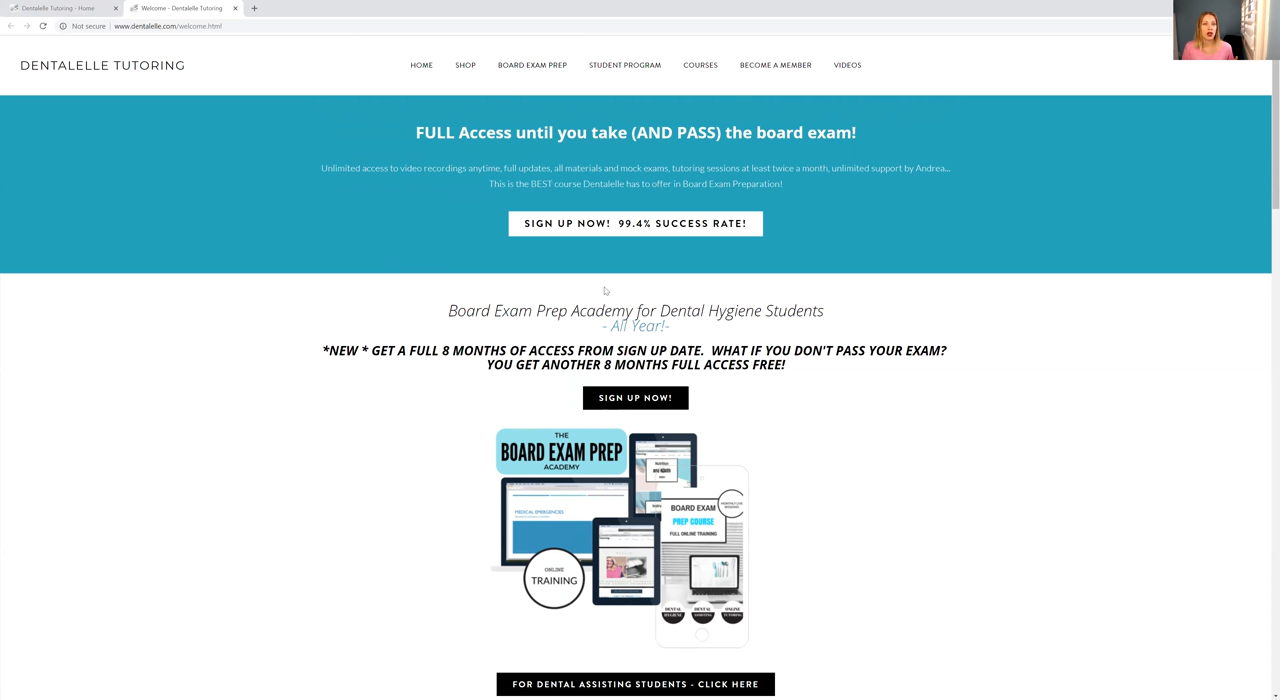 Dentalelle Tutoring - Home
Welcome - Dentalelle Tutoring
Not secure
www.dentalelle.com/welcome.html
DENTALELLE TUTORING
HOME
SHOP
BOARD EXAM PREP
STUDENT PROGRAM
COURSES
BECOME A MEMBER
VIDEOS
FULL Access until you take (AND PASS) the board exam!
Unlimited access to video recordings anytime, full updates, all materials and mock exams, tutoring sessions at least twice a month, unlimited support by Andrea...
This is the BEST course Dentalelle has to offer in Board Exam Preparation!
SIGN UP NOW! 99.4% SUCCESS RATE!
Board Exam Prep Academy for Dental Hygiene Students
- All Year!-
*NEW * GET A FULL 8 MONTHS OF ACCESS FROM SIGN UP DATE. WHAT IF YOU DON'T PASS YOUR EXAM?
YOU GET ANOTHER 8 MONTHS FULL ACCESS FREE!
SIGN UP NOW!
THE
BOARD EXAM PREP
ACADEMY
MEDICAL EMERGENCIES
ONLINE
TRAINING
BOARD EXAM
PREP COURSE
FULL ONLINE TRAINING
DENTAL
HYGIENE
DENTAL
ASSISTING
ONLINE
TUTORING
FOR DENTAL ASSISTING STUDENTS - CLICK HERE